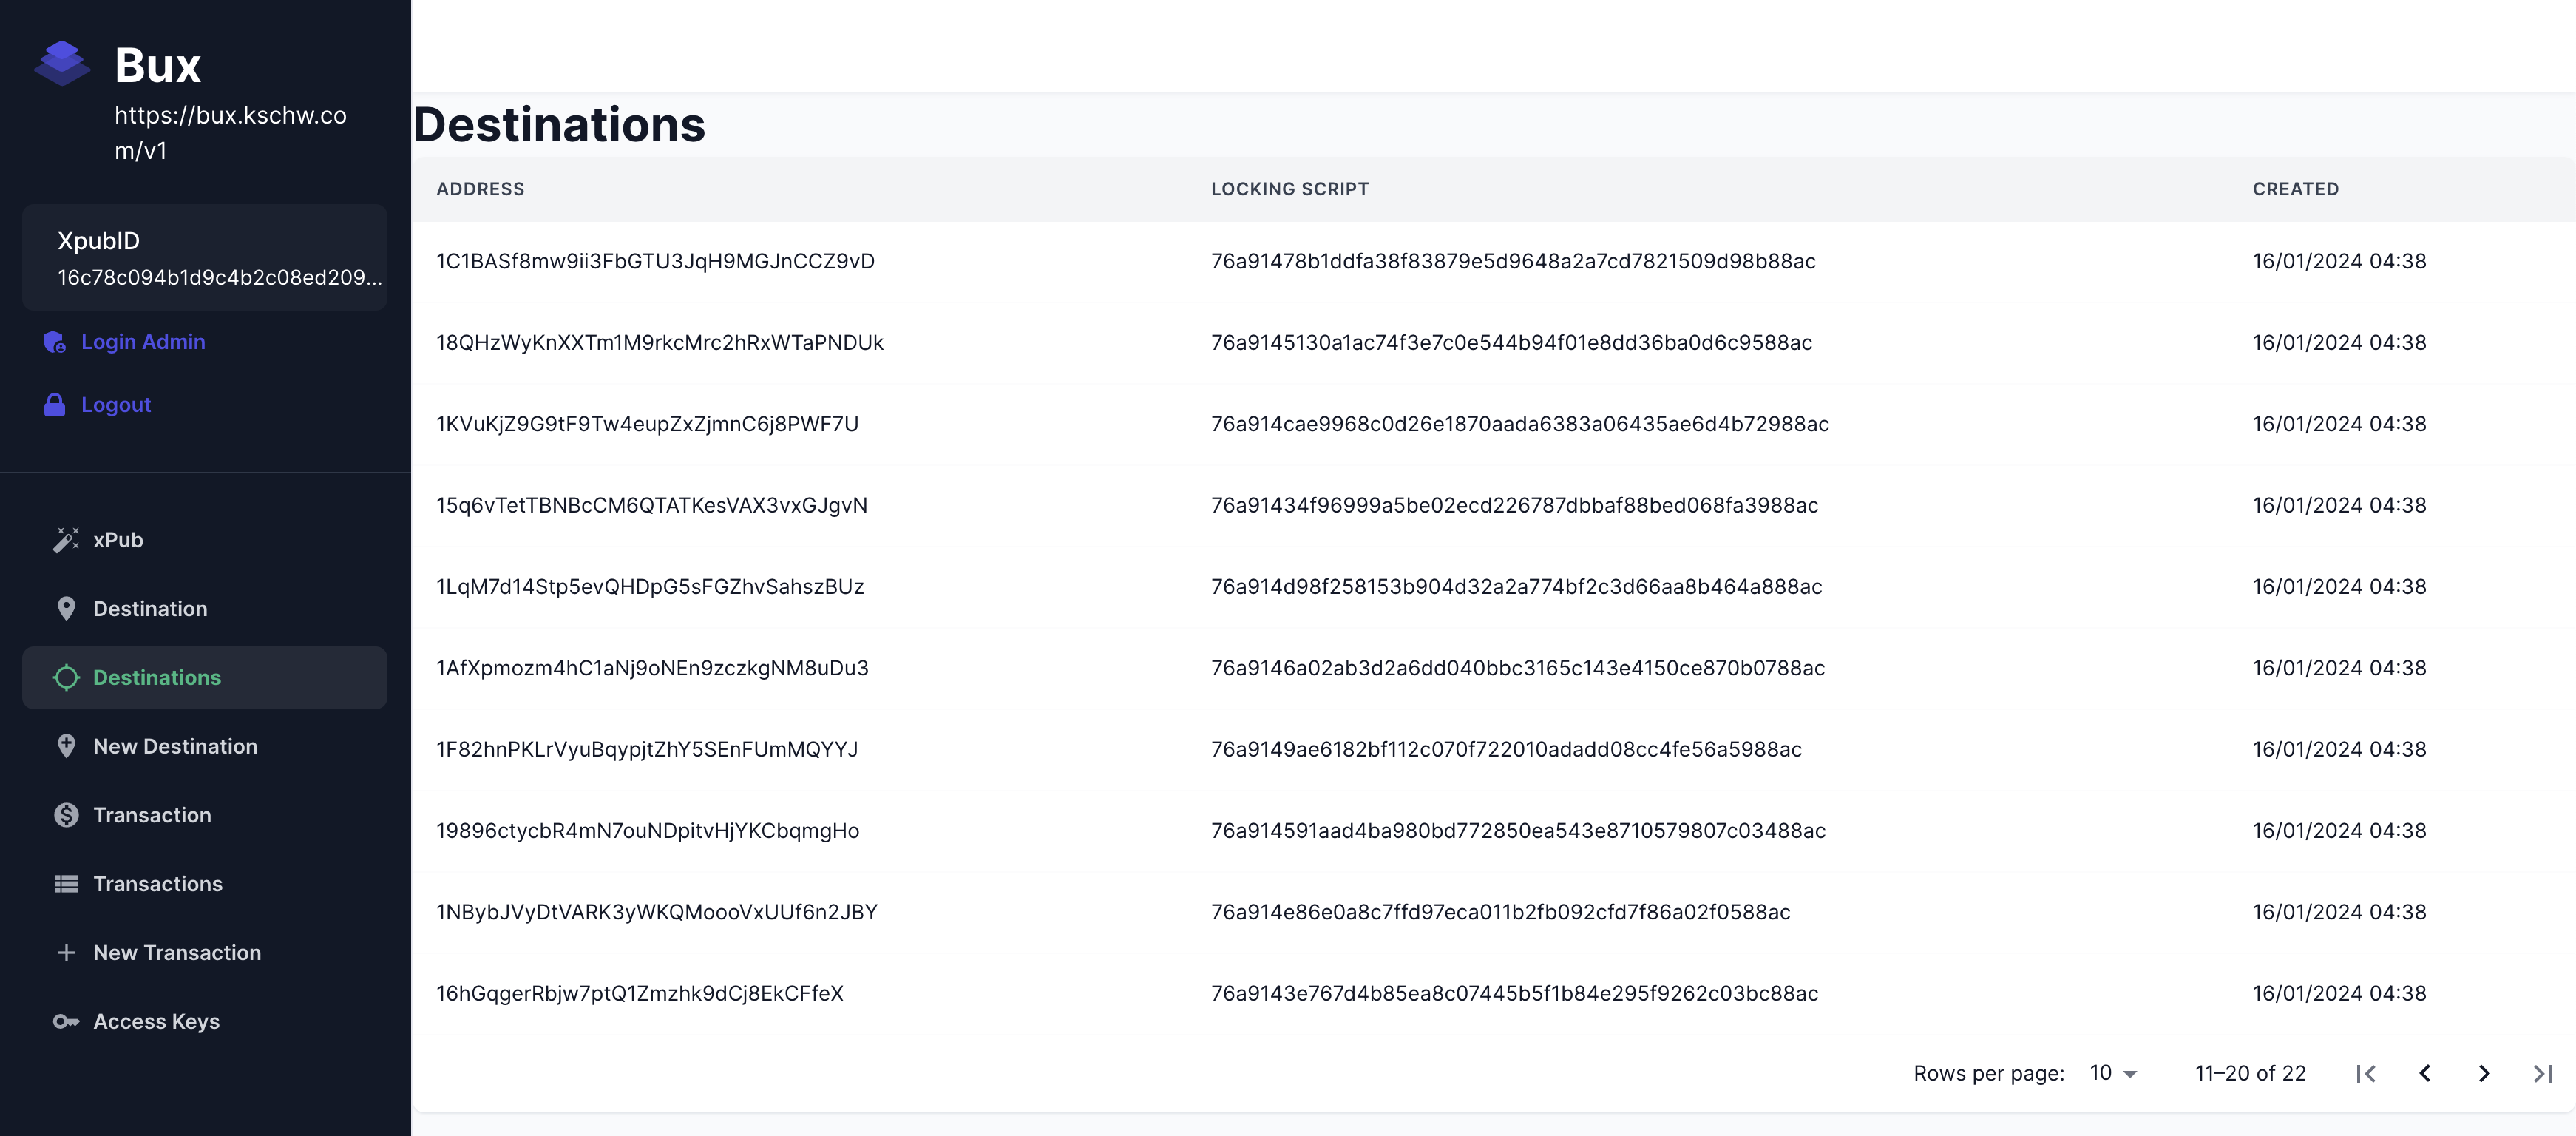 Bux
https://bux.kschw.co
m/v1
XpubID
16c78c094b1d9c4b2c08ed209...
Login Admin
Logout
xPub
Destination
Destinations
New Destination
Transaction
Transactions
New Transaction
Access Keys
Destinations
ADDRESS LOCKING SCRIPT CREATED
1C1BASf8mw9ii3FbGTU3JqH9MGJnCCZ9vD 76a91478b1ddfa38f83879e5d9648a2a7cd7821509d98b88ac 16/01/2024 04:38
18QHzWyKnXXTm1M9rkcMrc2hRxWTaPNDUk 76a9145130a1ac74f3e7c0e544b94f01e8dd36ba0d6c9588ac 16/01/2024 04:38
1KVuKjZ9G9tF9Tw4eupZxZjmnC6j8PWF7U 76a914cae9968c0d26e1870aada6383a06435ae6d4b72988ac 16/01/2024 04:38
15q6vTetTBNBcCM6QTATKesVAX3vxGJgvN 76a91434f96999a5be02ecd226787dbbaf88bed068fa3988ac 16/01/2024 04:38
1LqM7d14Stp5evQHDpG5sFGZhvSahszBUz 76a914d98f258153b904d32a2a774bf2c3d66aa8b464a888ac 16/01/2024 04:38
1AfXpmozm4hC1aNj9oNEn9zczkgNM8uDu3 76a9146a02ab3d2a6dd040bbc3165c143e4150ce870b0788ac 16/01/2024 04:38
1F82hnPKLrVyuBqypjtZhY5SEnFUmMQYYJ 76a9149ae6182bf112c070f722010adadd08cc4fe56a5988ac 16/01/2024 04:38
19896ctycbR4mN7ouNDpitvHjYKCbqmgHo 76a914591aad4ba980bd772850ea543e8710579807c03488ac 16/01/2024 04:38
1NBybJVyDtVARK3yWKQMoooVxUUf6n2JBY 76a914e86e0a8c7ffd97eca011b2fb092cfd7f86a02f0588ac 16/01/2024 04:38
16hGqgerRbjw7ptQ1Zmzhk9dCj8EkCFfeX 76a9143e767d4b85ea8c07445b5f1b84e295f9262c03bc88ac 16/01/2024 04:38
Rows per page: 10 11–20 of 22